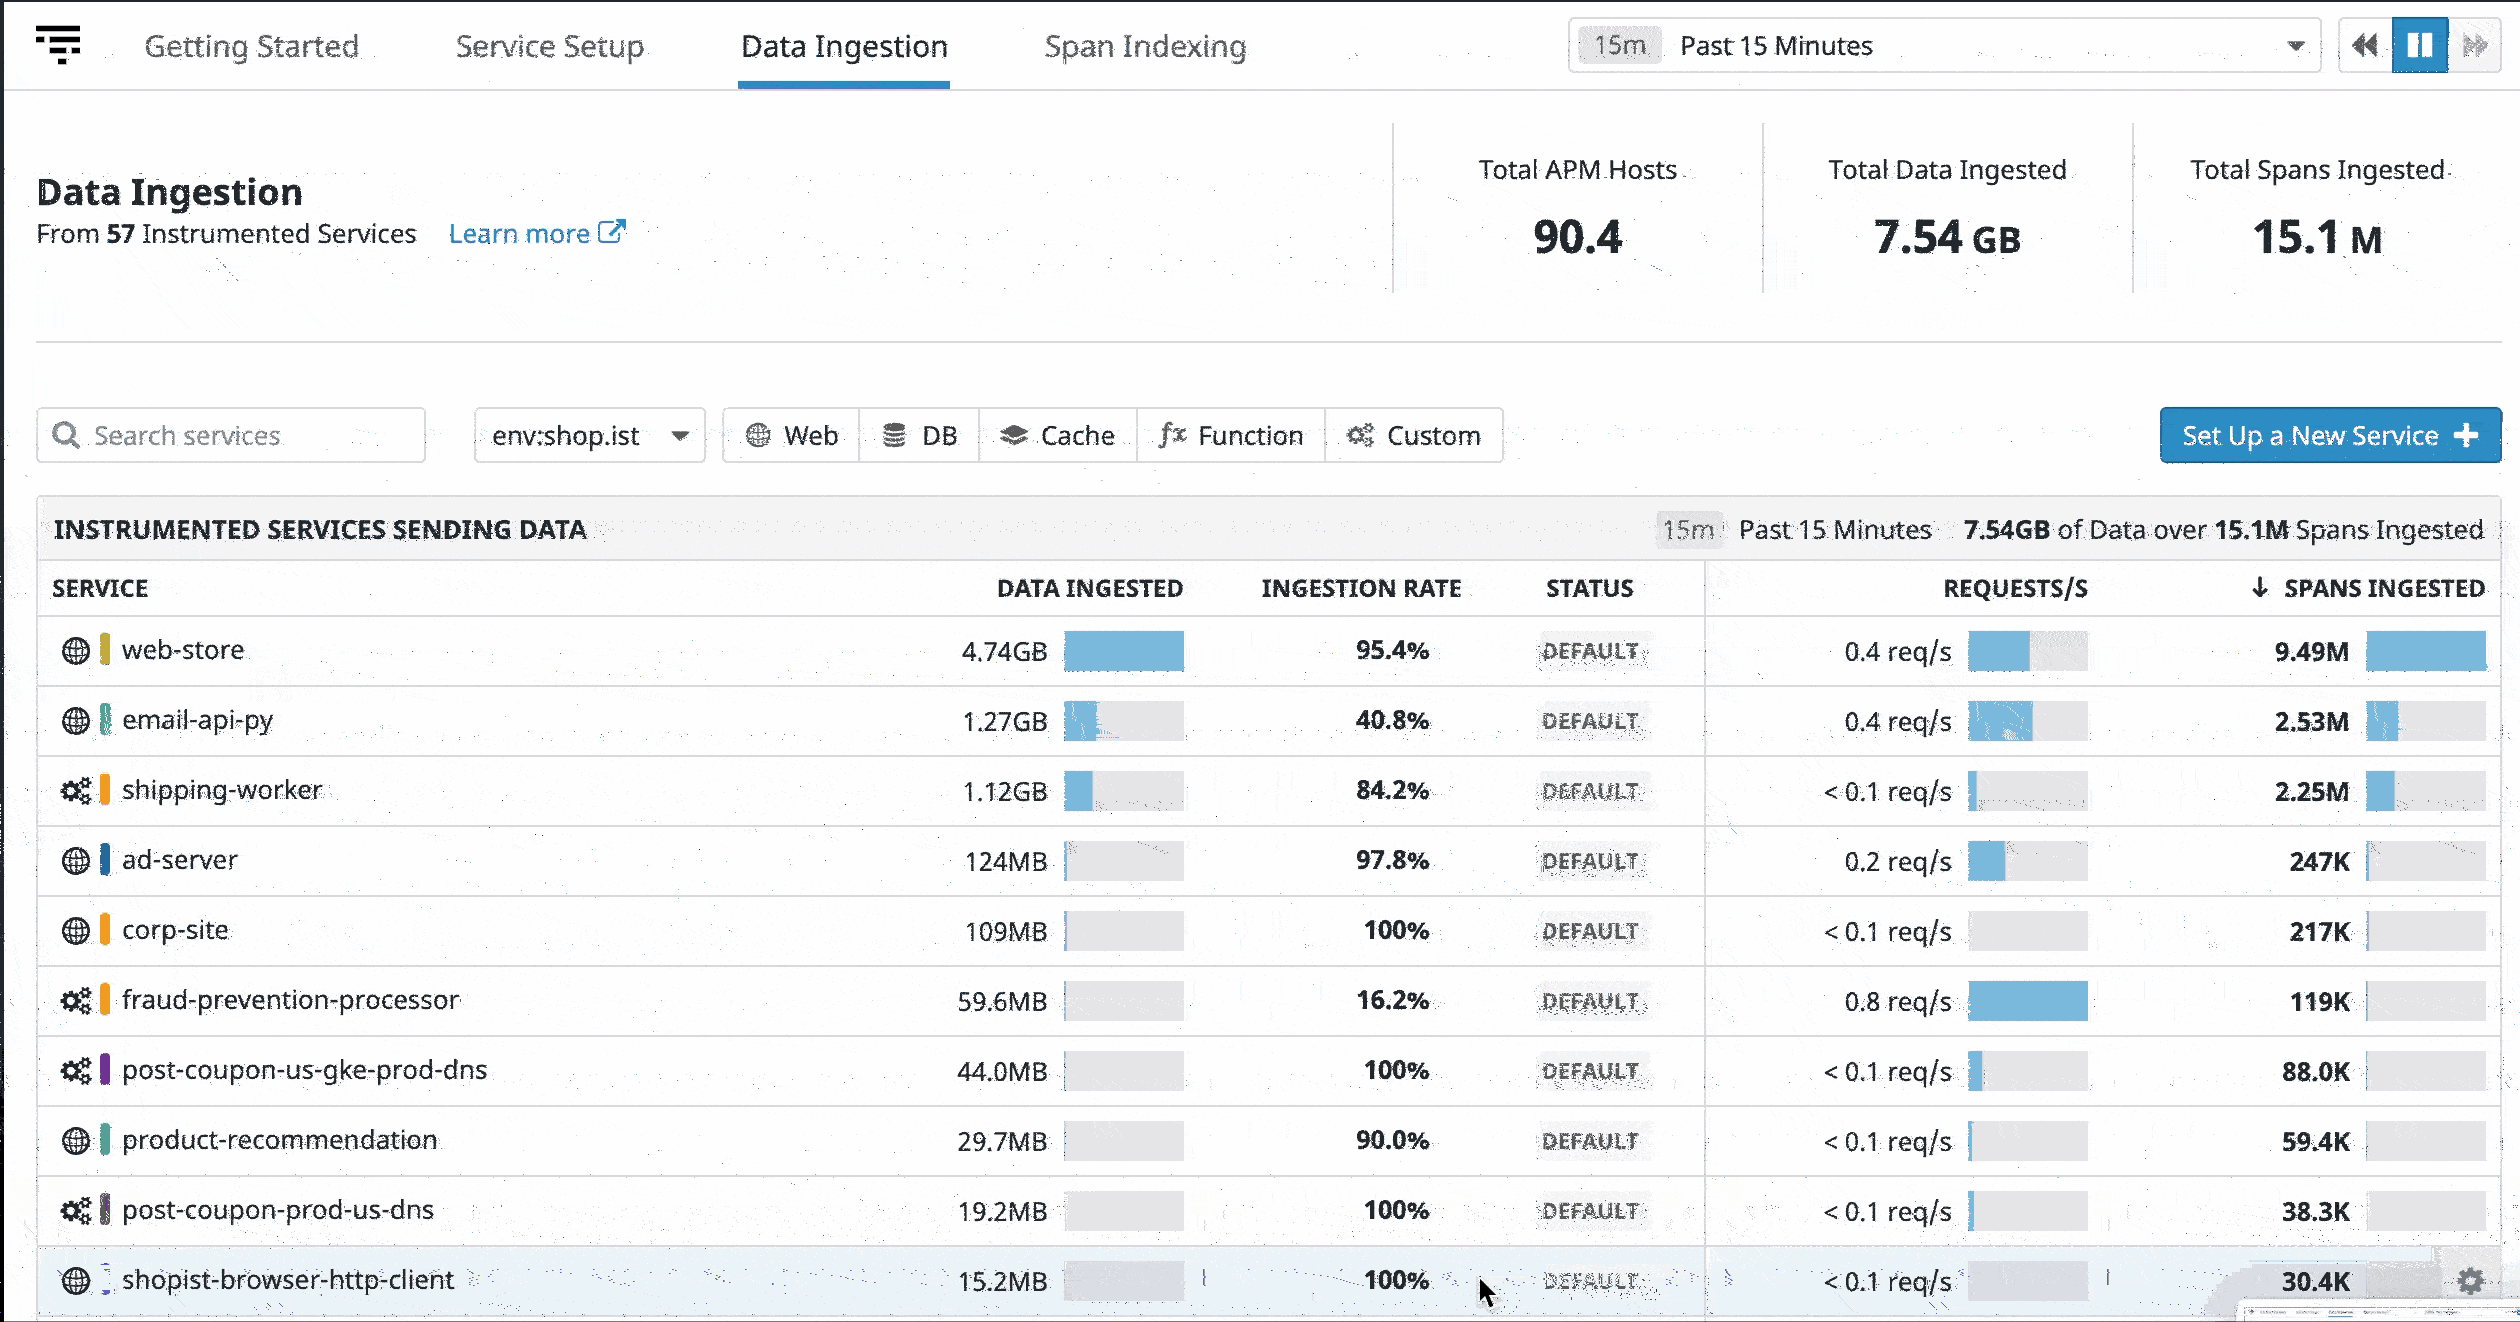 Getting Started Service Setup Data Ingestion Span Indexing 15m Past 15 Minutes
Data Ingestion
From 57 Instrumented Services Learn more
Total APM Hosts Total Data Ingested Total Spans Ingested
90.4 7.54 GB 15.1 M
Search services env:shop.ist Web DB Cache fx Function Custom Set Up a New Service +
INSTRUMENTED SERVICES SENDING DATA 15m Past 15 Minutes 7.54GB of Data over 15.1M Spans Ingested
SERVICE DATA INGESTED INGESTION RATE STATUS REQUESTS/S ↓ SPANS INGESTED
web-store 4.74GB 95.4% DEFAULT 0.4 req/s 9.49M
email-api-py 1.27GB 40.8% DEFAULT 0.4 req/s 2.53M
shipping-worker 1.12GB 84.2% DEFAULT < 0.1 req/s 2.25M
ad-server 124MB 97.8% DEFAULT 0.2 req/s 247K
corp-site 109MB 100% DEFAULT < 0.1 req/s 217K
fraud-prevention-processor 59.6MB 16.2% DEFAULT 0.8 req/s 119K
post-coupon-us-gke-prod-dns 44.0MB 100% DEFAULT < 0.1 req/s 88.0K
product-recommendation 29.7MB 90.0% DEFAULT < 0.1 req/s 59.4K
post-coupon-prod-us-dns 19.2MB 100% DEFAULT < 0.1 req/s 38.3K
shopist-browser-http-client 15.2MB 100% DEFAULT < 0.1 req/s 30.4K